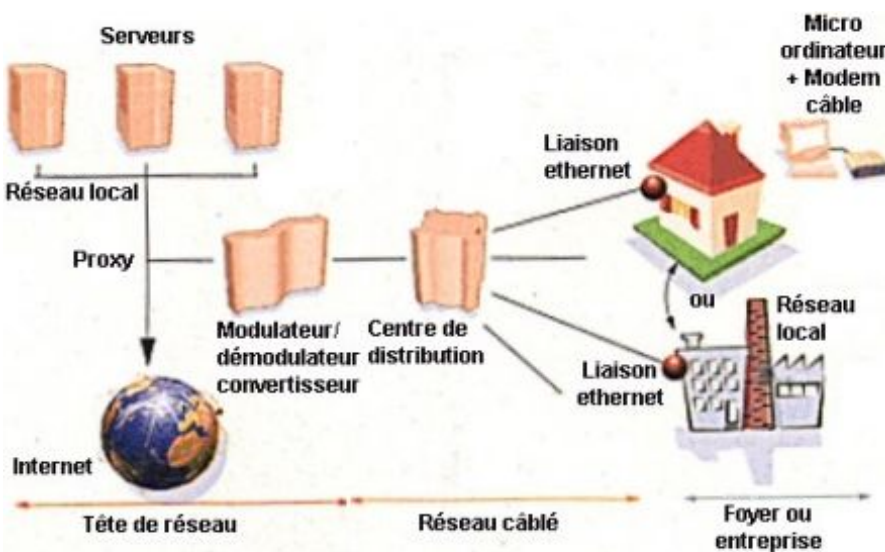 Serveurs
Micro
ordinateur
+ Modem
câble
Liaison
ethernet
Réseau local
Proxy
ou
Réseau
local
Modulateur/
démodulateur
convertisseur
Centre de
distribution
Liaison
ethernet
Internet
Tête de réseau
Réseau câblé
Foyer ou
entreprise